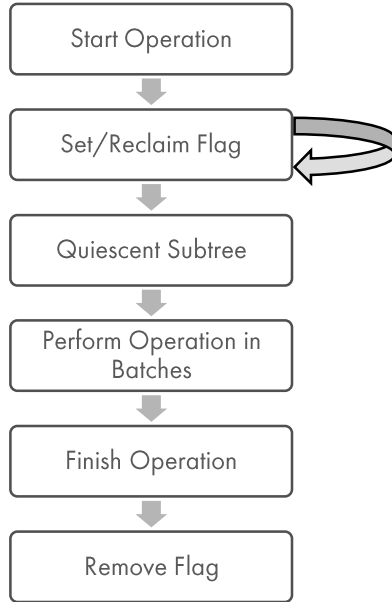 Start Operation
Set/Reclaim Flag
Quiescent Subtree
Perform Operation in
Batches
Finish Operation
Remove Flag